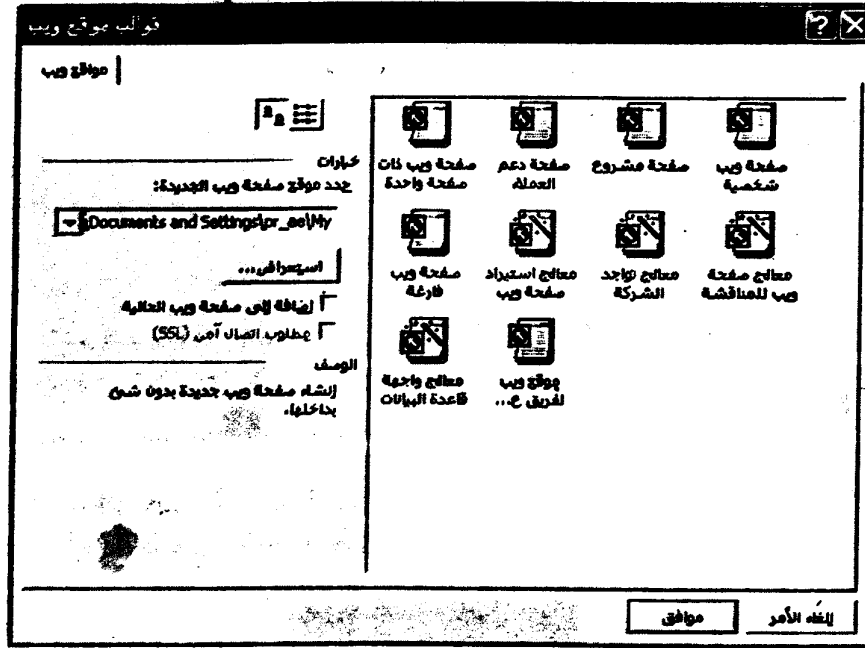 قوالب موقع ويب
مواقع ويب
صفحة ويب
شخصية
صفحة مشروع
صفحة دعم
العملاء
صفحة ويب ذات
صفحة واحدة
معالج صفحة
ويب للمناقشة
معالج تواجد
الشركة
معالج استيراد
صفحة ويب
صفحة ويب
فارغة
موقع ويب
لفريق ع...
معالج واجهة
قاعدة البيانات
خيارات
حدد موقع صفحة ويب الجديدة:
Documents and Settings\pr_ae\My
استعراض...
إضافة إلى صفحة ويب الحالية
مطلوب اتصال آمن (SSL)
الوصف
إنشاء صفحة ويب جديدة بدون شئ
بداخلها.
موافق
إلغاء الأمر